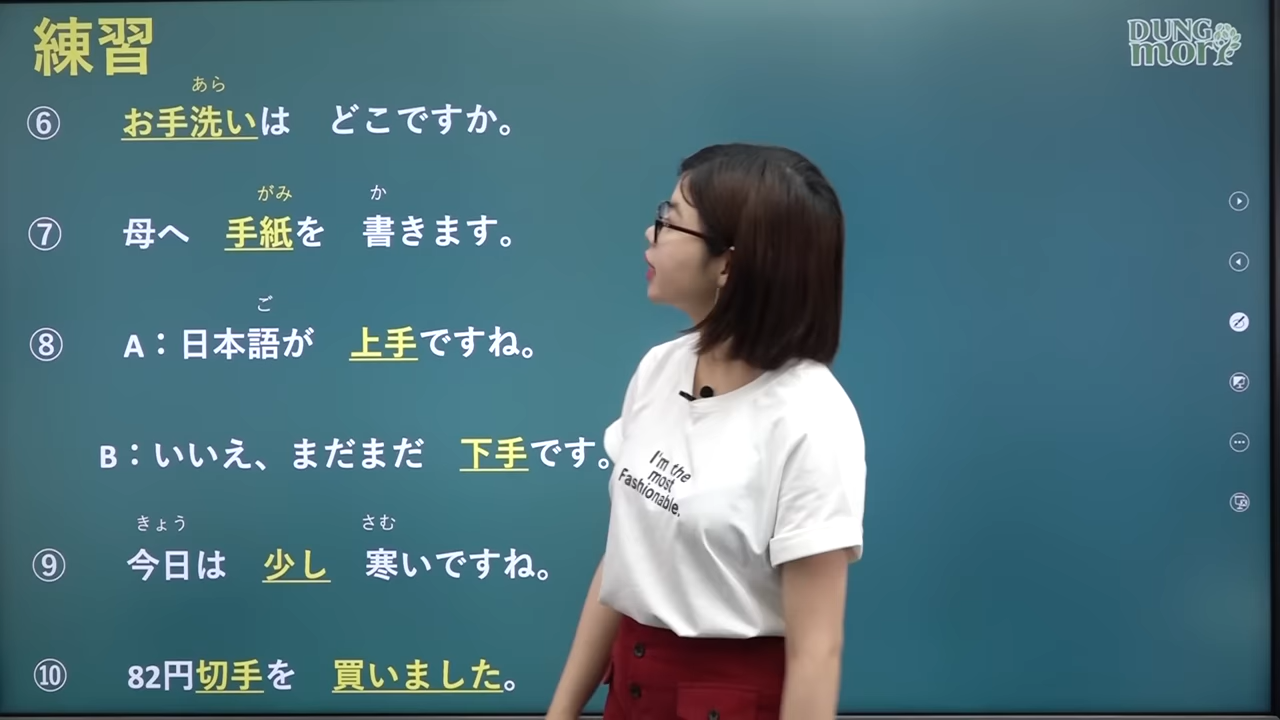 練習
DUNG
mori
あら
⑥ お手洗いは どこですか。
がみ か
⑦ 母へ 手紙を 書きます。
ご
⑧ A：日本語が 上手ですね。
B：いいえ、まだまだ 下手です。
きょう さむ
⑨ 今日は 少し 寒いですね。
⑩ 82円切手を 買いました。
I'm the
most
Fashionable.